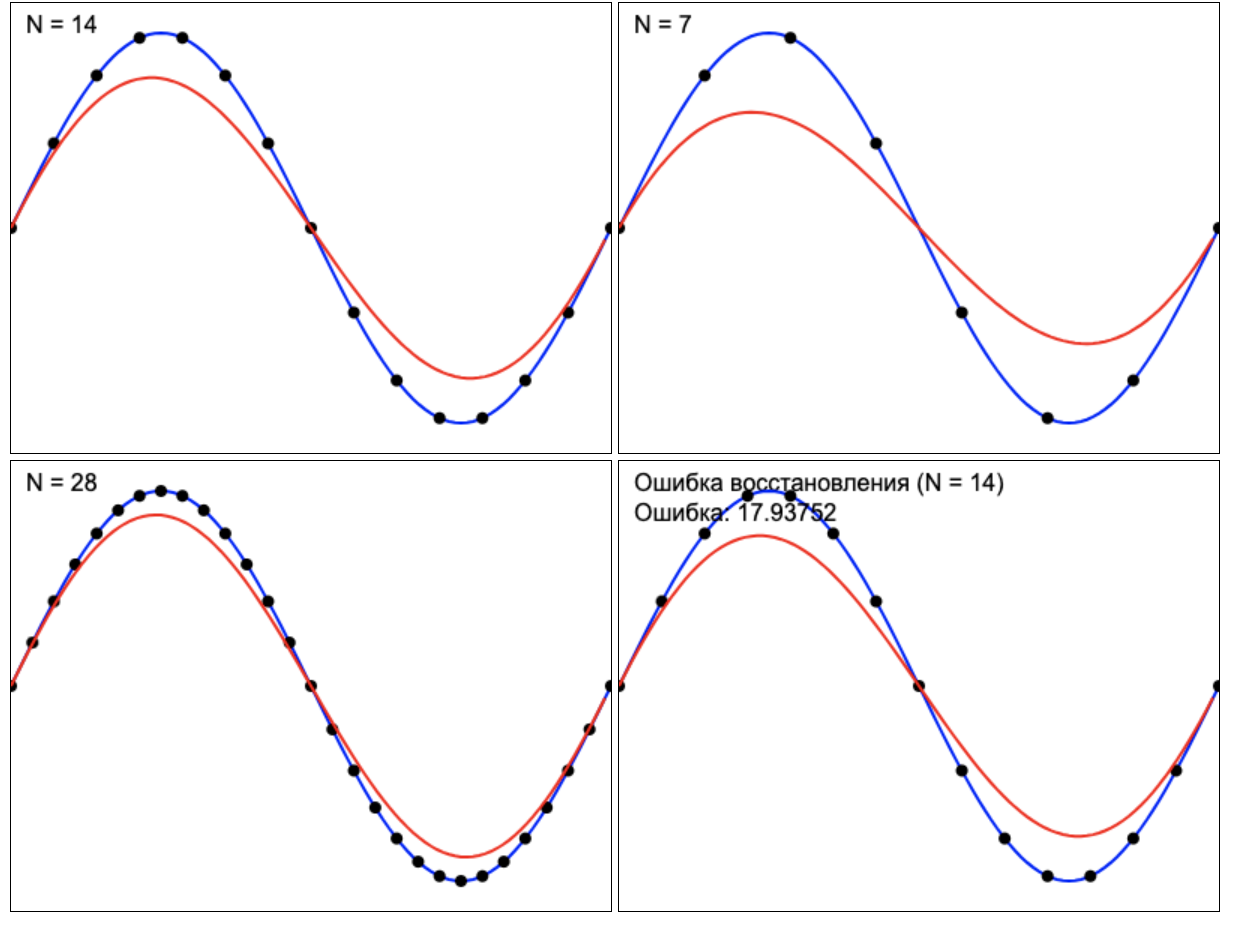 N = 14
N = 7
N = 28
Ошибка восстановления (N = 14)
Ошибка: 17.93752